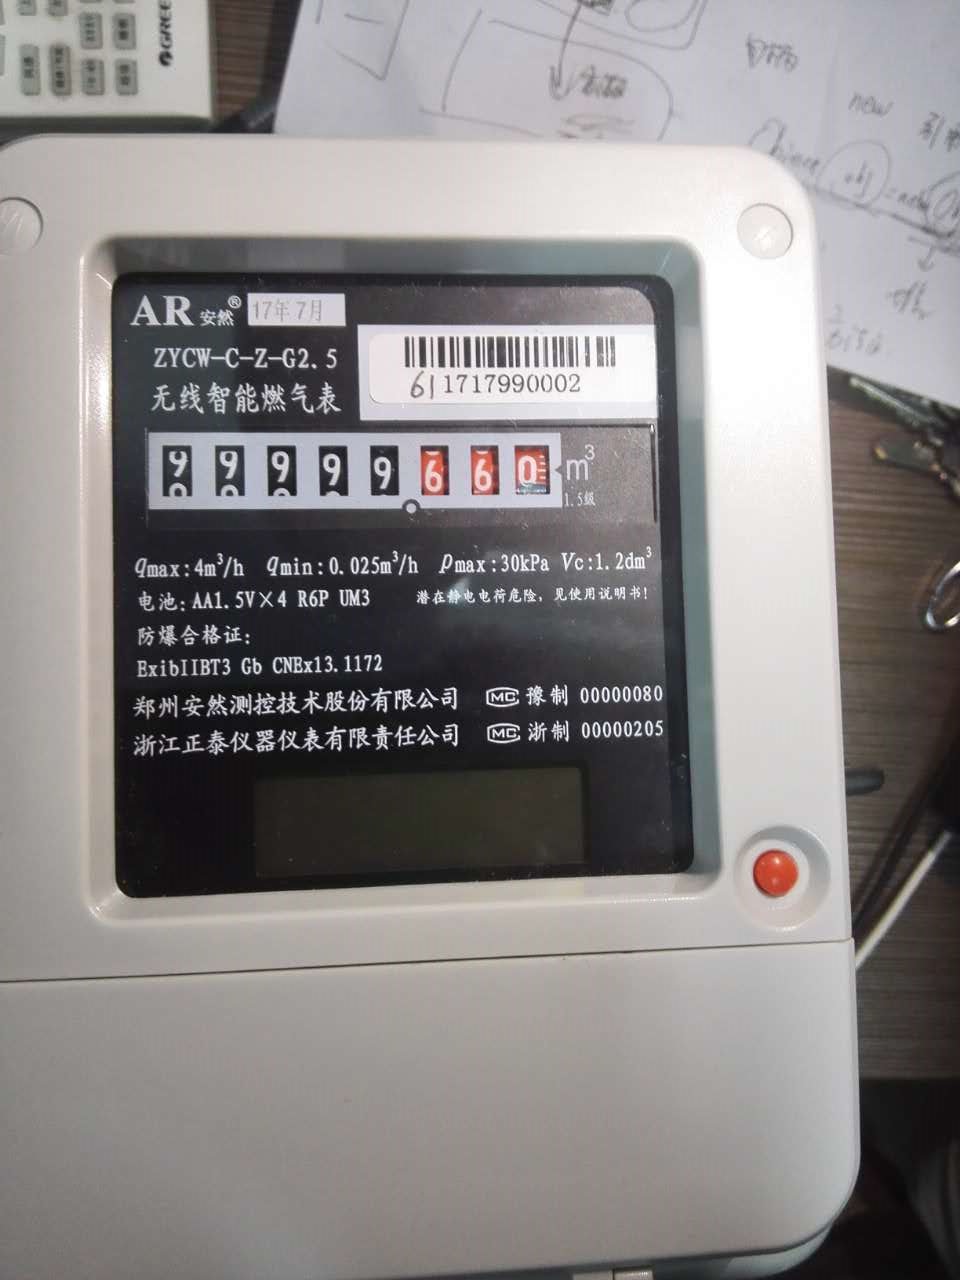 GREE
new
=new
AR 安然® 17年7月
ZYCW-C-Z-G2.5
无线智能燃气表
611717990002
99999660 m³
1.5级
qmax:4m³/h qmin:0.025m³/h Pmax:30kPa Vc:1.2dm³
电池:AA1.5V×4 R6P UM3 潜在静电电荷危险，见使用说明书!
防爆合格证:
ExibIIBT3 Gb CNEx13.1172
郑州安然测控技术股份有限公司 MC 豫制 00000080
浙江正泰仪器仪表有限责任公司 MC 浙制 00000205